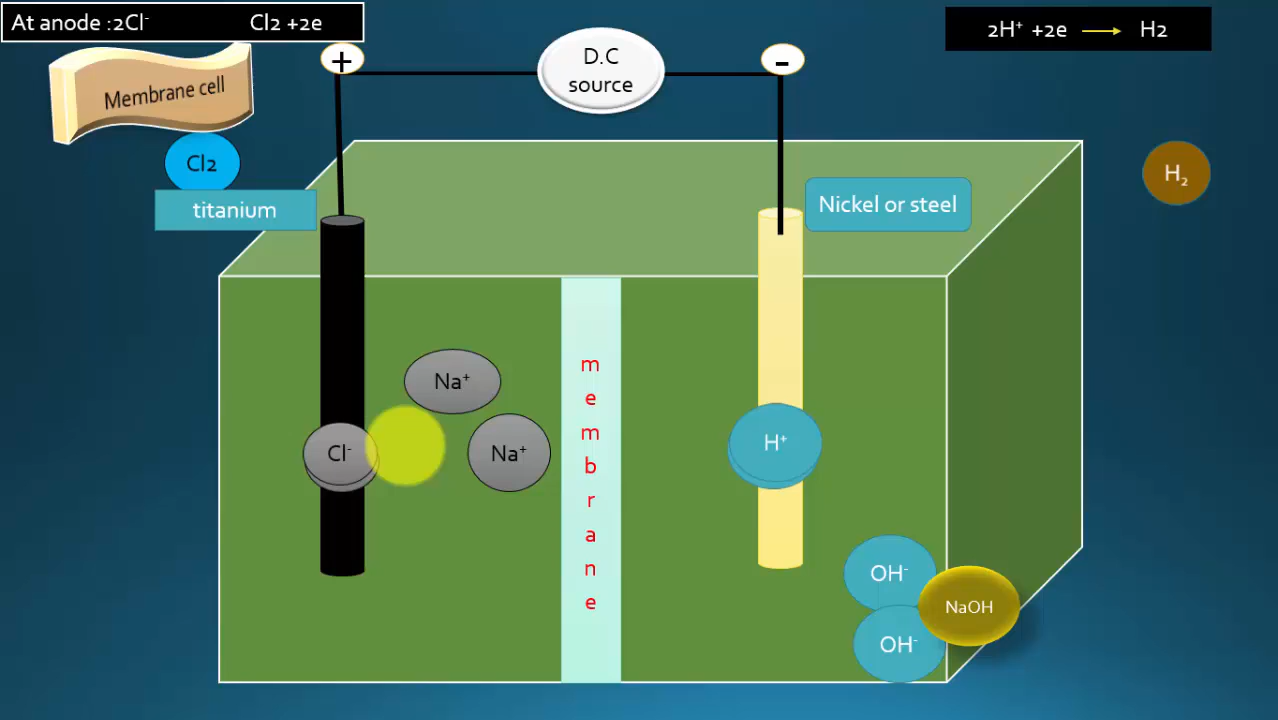 At anode :2Cl⁻ Cl2 +2e
2H⁺ +2e → H2
+
D.C
source
-
Membrane cell
Cl2
H₂
titanium
Nickel or steel
Na⁺
Cl⁻
Na⁺
membrane
H⁺
OH⁻
NaOH
OH⁻